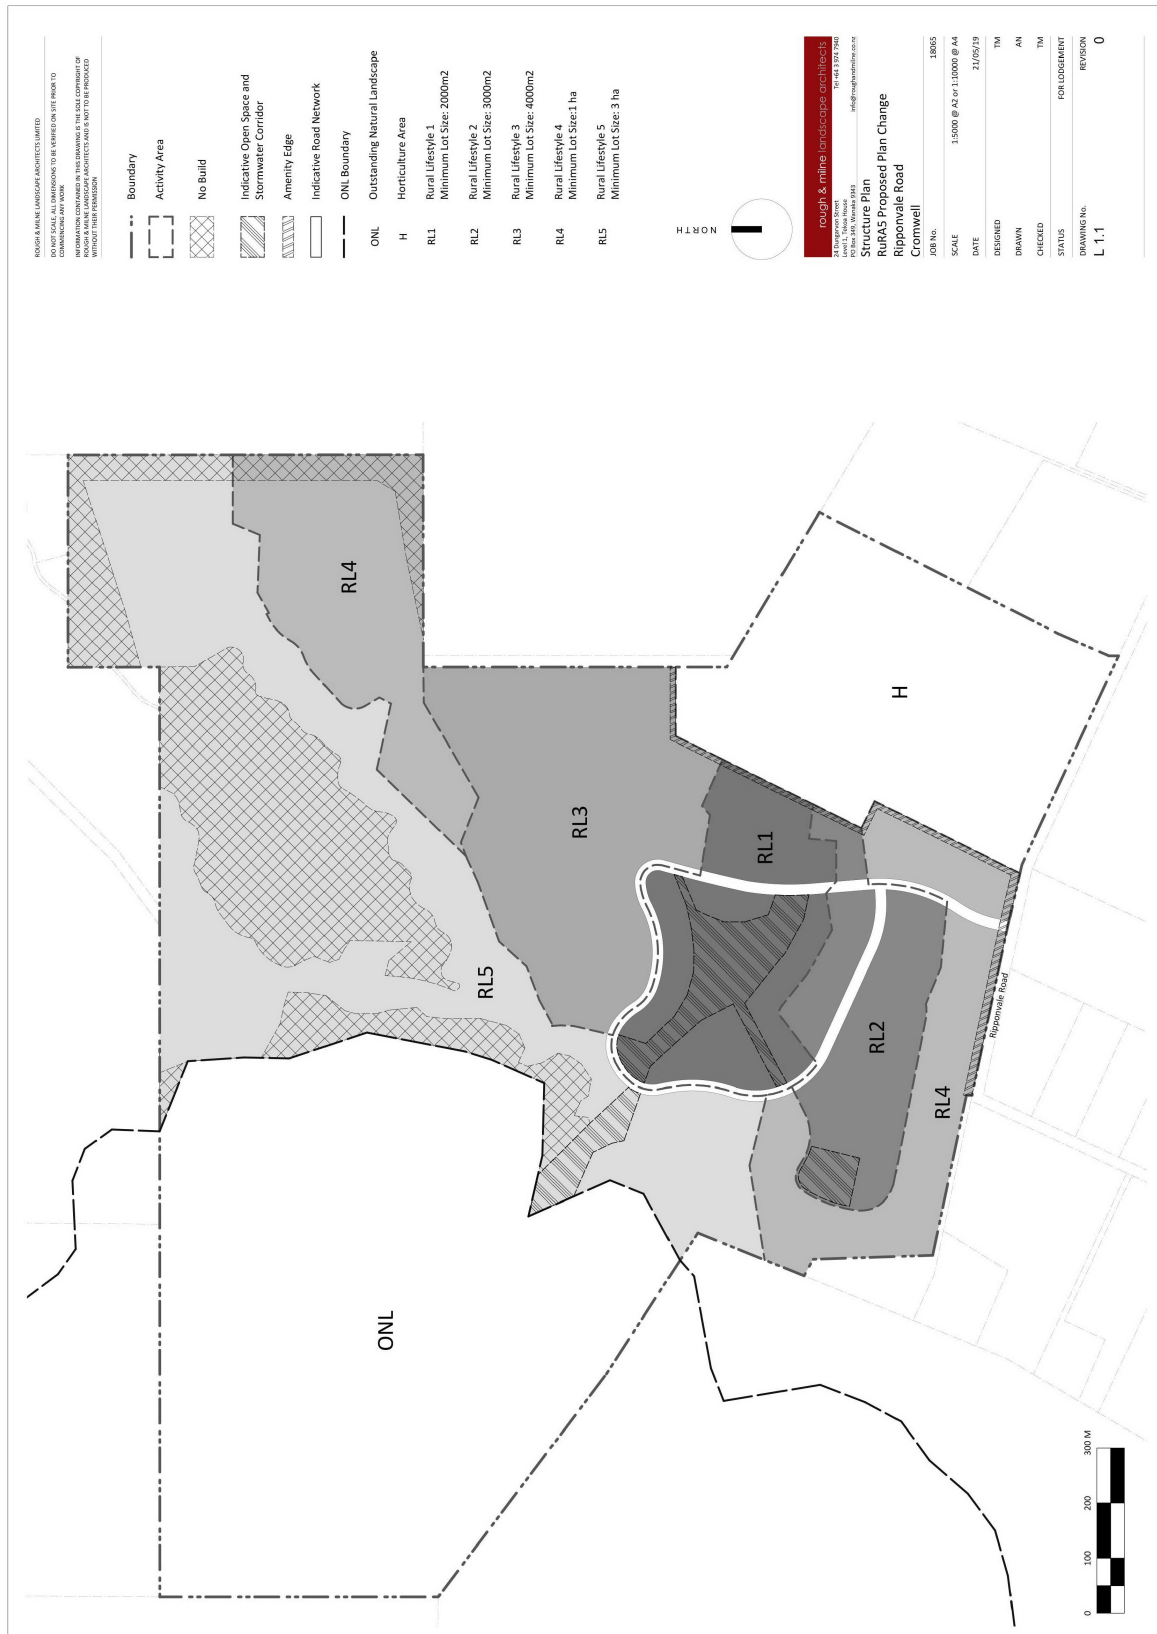 ROUGH & MILNE LANDSCAPE ARCHITECTS LIMITED
DO NOT SCALE, ALL DIMENSIONS TO BE VERIFIED ON SITE PRIOR TO
COMMENCING ANY WORK
INFORMATION CONTAINED IN THIS DRAWING IS THE SOLE COPYRIGHT OF
ROUGH & MILNE LANDSCAPE ARCHITECTS AND IS NOT TO BE PRODUCED
WITHOUT THEIR PERMISSION
Boundary
Activity Area
No Build
Indicative Open Space and
Stormwater Corridor
Amenity Edge
Indicative Road Network
ONL Boundary
ONL Outstanding Natural Landscape
H Horticulture Area
RL1 Rural Lifestyle 1
Minimum Lot Size: 2000m2
RL2 Rural Lifestyle 2
Minimum Lot Size: 3000m2
RL3 Rural Lifestyle 3
Minimum Lot Size: 4000m2
RL4 Rural Lifestyle 4
Minimum Lot Size:1 ha
RL5 Rural Lifestyle 5
Minimum Lot Size: 3 ha
NORTH
rough & milne landscape architects
24 Dungarvon Street Tel +64 3 974 7940
Level 1, Tekoa House
PO Box 349, Wanaka 9343 info@roughandmilne.co.nz
Structure Plan
RuRA5 Proposed Plan Change
Ripponvale Road
Cromwell
JOB No. 18065
SCALE 1:5000 @ A2 or 1:10000 @ A4
DATE 21/05/19
DESIGNED TM
DRAWN AN
CHECKED TM
STATUS FOR LODGEMENT
DRAWING No. REVISION
L 1.1 0
RL4
RL3
H
RL1
RL5
RL2
RL4
Ripponvale Road
ONL
0 100 200 300 M